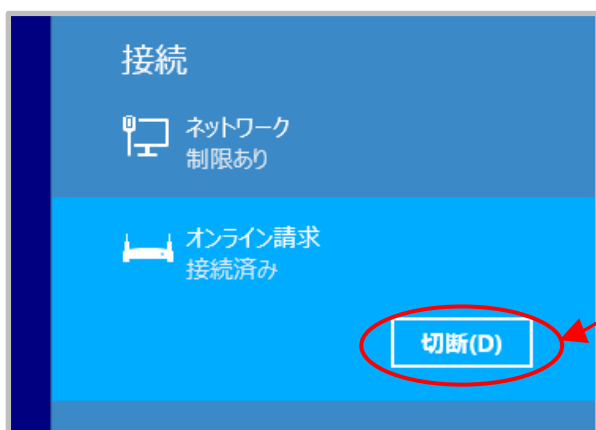 接続
ネットワーク
制限あり
オンライン請求
接続済み
切断(D)